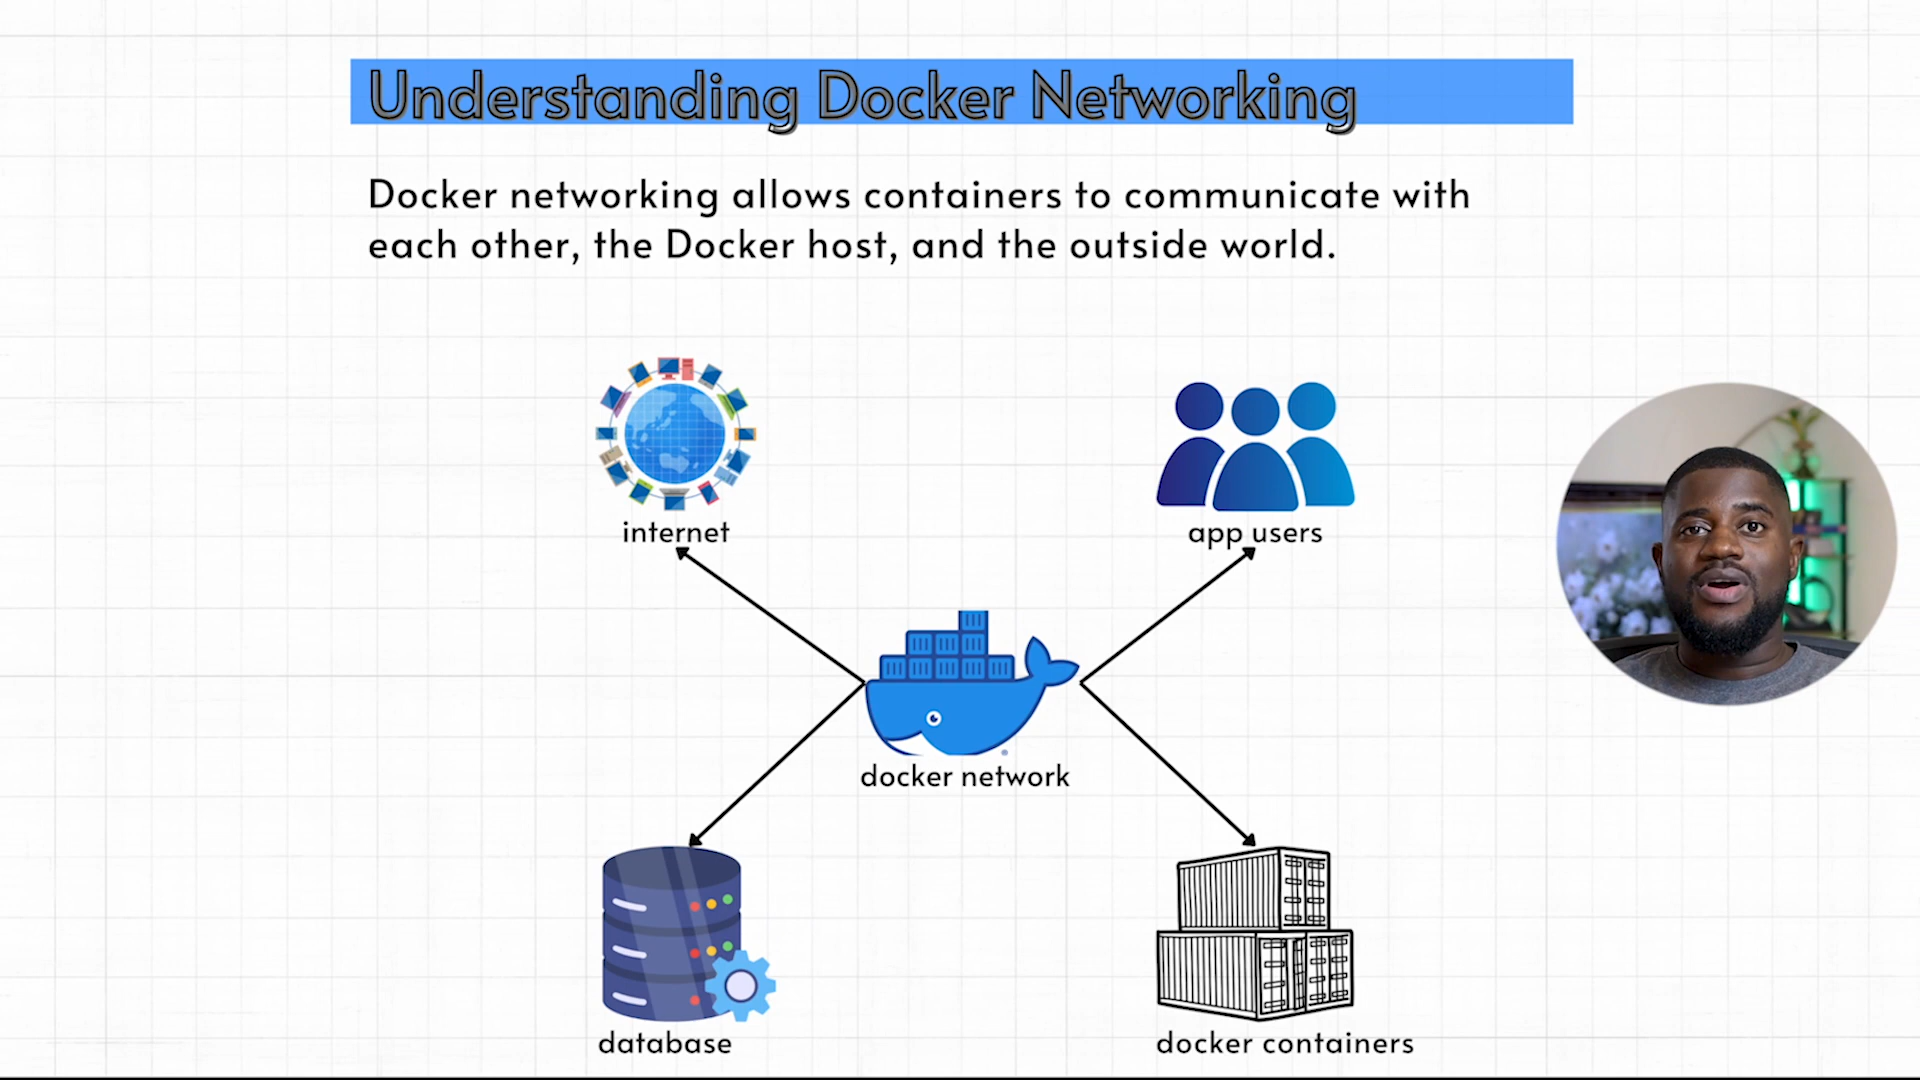 Understanding Docker Networking
Docker networking allows containers to communicate with
each other, the Docker host, and the outside world.
internet
app users
docker network
database
docker containers